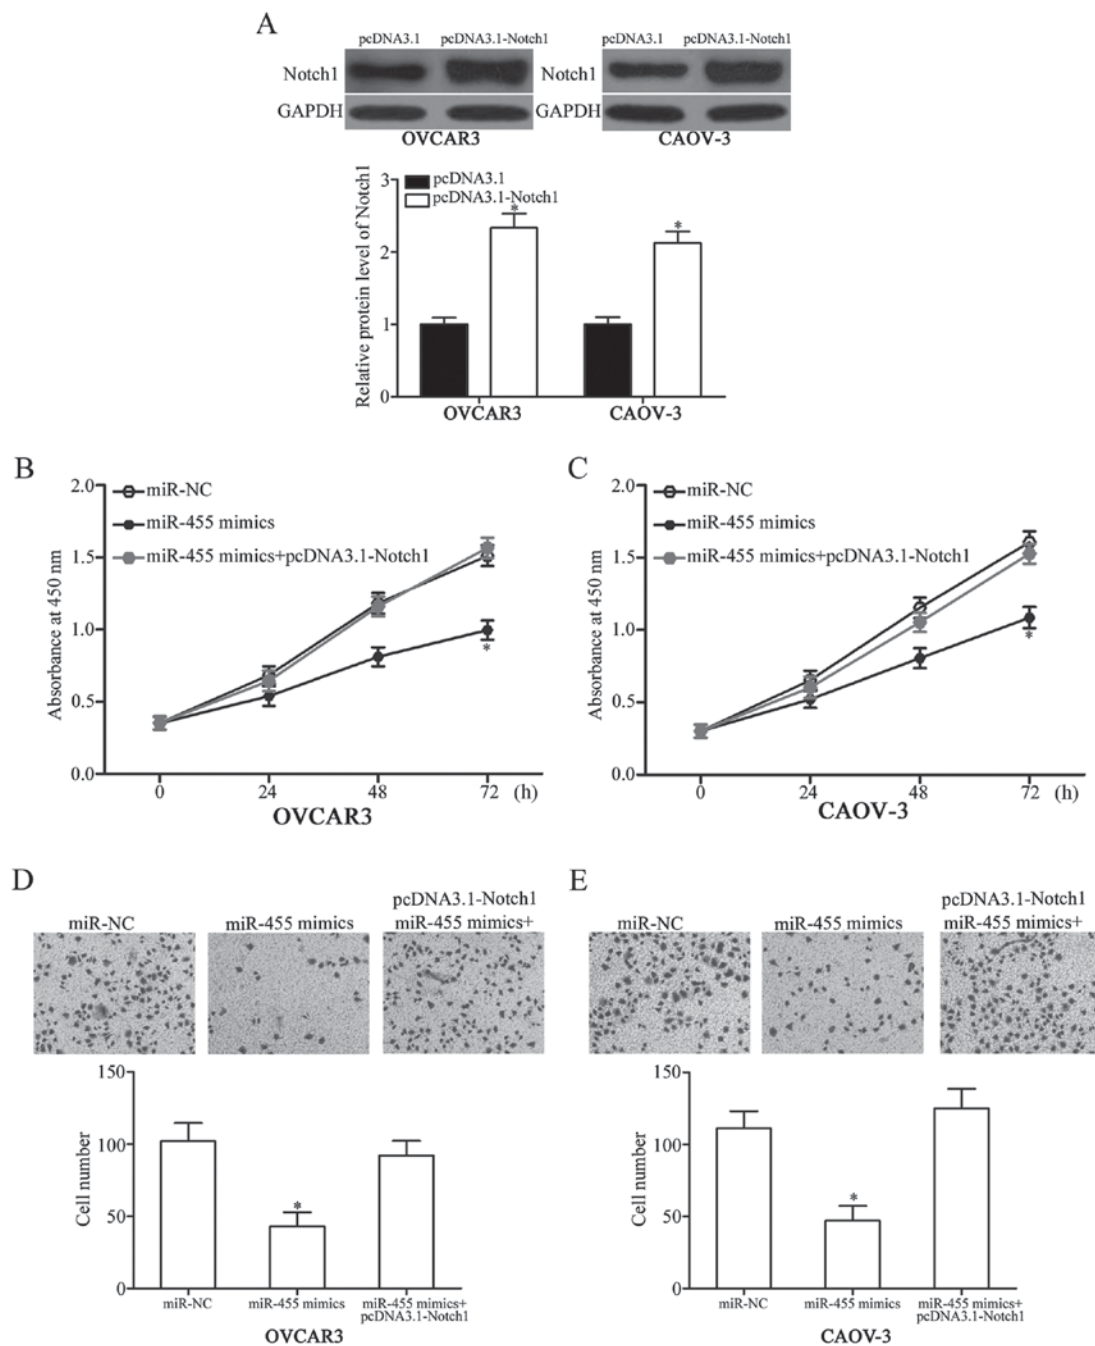 A
pcDNA3.1 pcDNA3.1-Notch1 pcDNA3.1 pcDNA3.1-Notch1
Notch1 Notch1
GAPDH GAPDH
OVCAR3 CAOV-3
Relative protein level of Notch1
3
2
1
0
pcDNA3.1
pcDNA3.1-Notch1
*
*
OVCAR3 CAOV-3
B
Absorbance at 450 nm
2.0
1.5
1.0
0.5
0.0
miR-NC
miR-455 mimics
miR-455 mimics+pcDNA3.1-Notch1
*
0 24 48 72 (h)
OVCAR3
C
Absorbance at 450 nm
2.0
1.5
1.0
0.5
0.0
miR-NC
miR-455 mimics
miR-455 mimics+pcDNA3.1-Notch1
*
0 24 48 72 (h)
CAOV-3
D
pcDNA3.1-Notch1
miR-NC miR-455 mimics miR-455 mimics+
Cell number
150
100
50
0
*
miR-NC miR-455 mimics miR-455 mimics+
pcDNA3.1-Notch1
OVCAR3
E
pcDNA3.1-Notch1
miR-NC miR-455 mimics miR-455 mimics+
Cell number
150
100
50
0
*
miR-NC miR-455 mimics miR-455 mimics+
pcDNA3.1-Notch1
CAOV-3